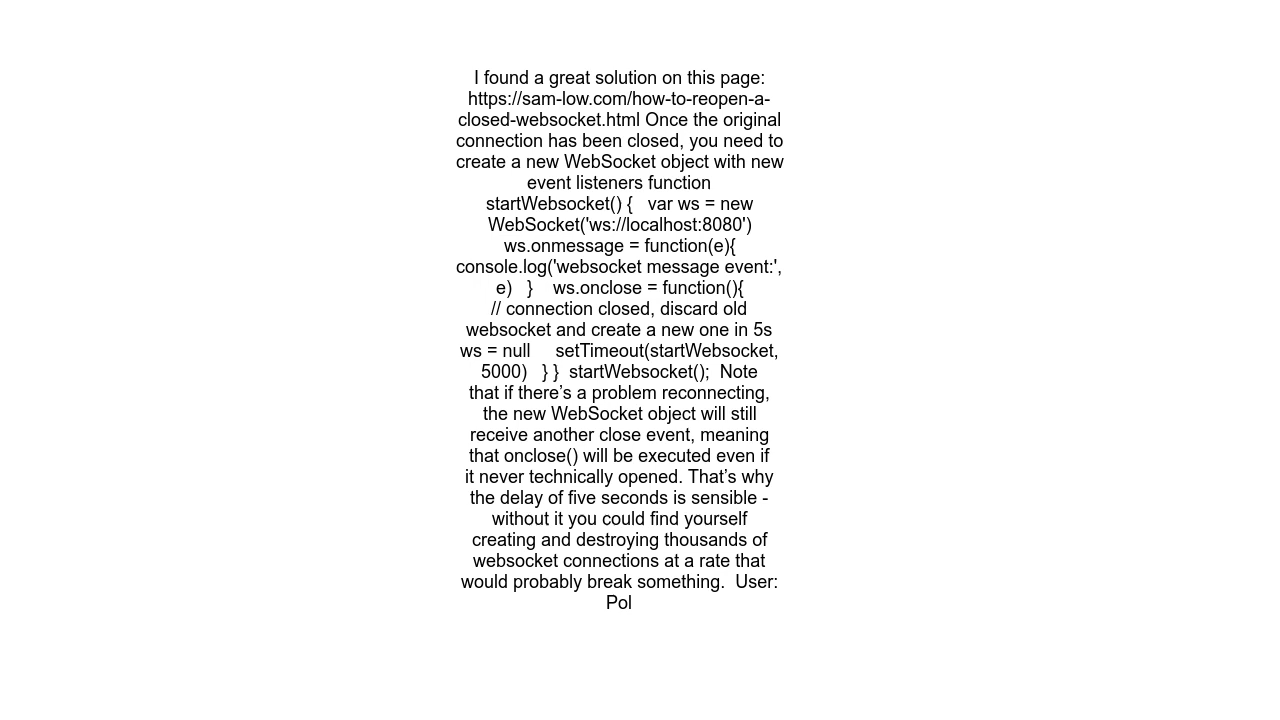 I found a great solution on this page:
https://sam-low.com/how-to-reopen-a-
closed-websocket.html Once the original
connection has been closed, you need to
create a new WebSocket object with new
event listeners function
startWebsocket() {   var ws = new
WebSocket('ws://localhost:8080')
ws.onmessage = function(e){
console.log('websocket message event:',
e)   }    ws.onclose = function(){
// connection closed, discard old
websocket and create a new one in 5s
ws = null     setTimeout(startWebsocket,
5000)   } }  startWebsocket();  Note
that if there’s a problem reconnecting,
the new WebSocket object will still
receive another close event, meaning
that onclose() will be executed even if
it never technically opened. That’s why
the delay of five seconds is sensible -
without it you could find yourself
creating and destroying thousands of
websocket connections at a rate that
would probably break something.  User:
Pol